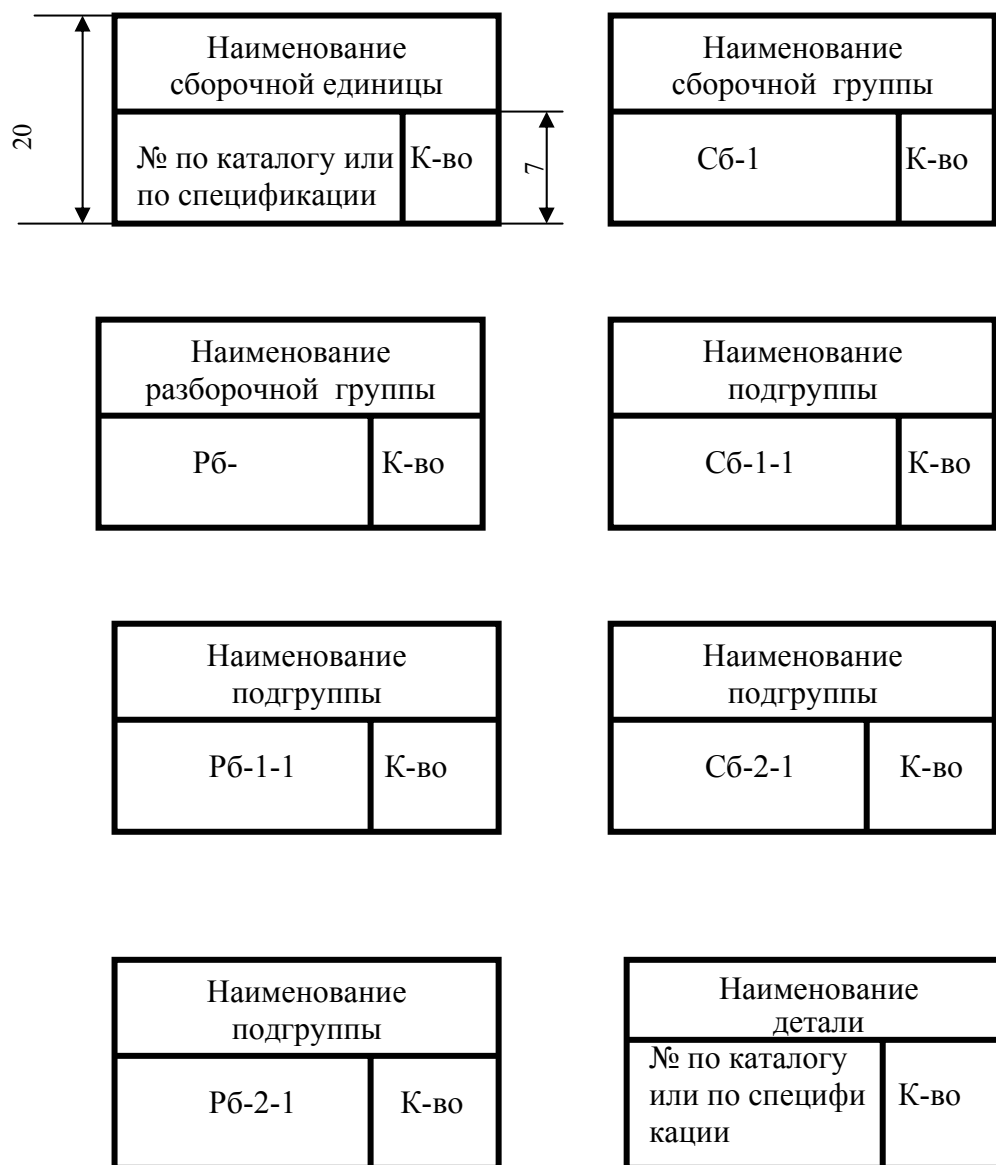 Наименование
сборочной единицы
20
№ по каталогу или
по спецификации
К-во
7
Наименование
сборочной группы
Сб-1
К-во
Наименование
разборочной группы
Рб-
К-во
Наименование
подгруппы
Сб-1-1
К-во
Наименование
подгруппы
Рб-1-1
К-во
Наименование
подгруппы
Сб-2-1
К-во
Наименование
подгруппы
Рб-2-1
К-во
Наименование
детали
№ по каталогу
или по специфи
кации
К-во